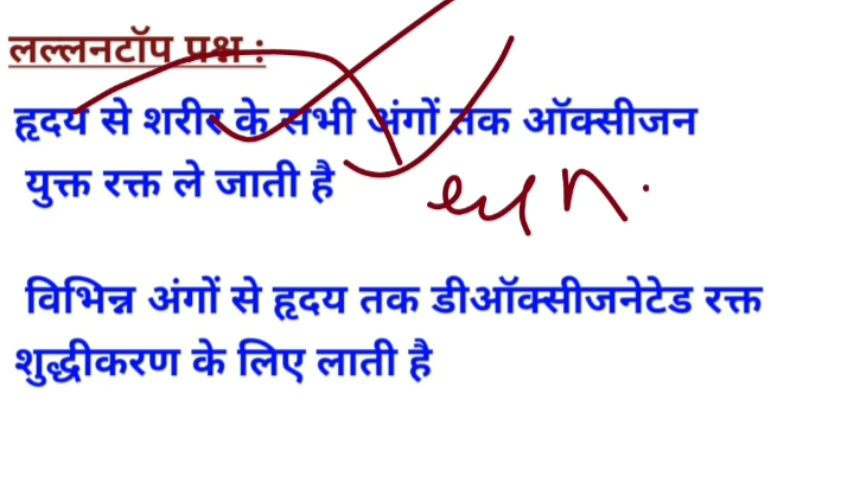 लल्लनटॉप प्रश्न :
हृदय से शरीर के सभी अंगों तक ऑक्सीजन
युक्त रक्त ले जाती है
विभिन्न अंगों से हृदय तक डीऑक्सीजनेटेड रक्त
शुद्धीकरण के लिए लाती है